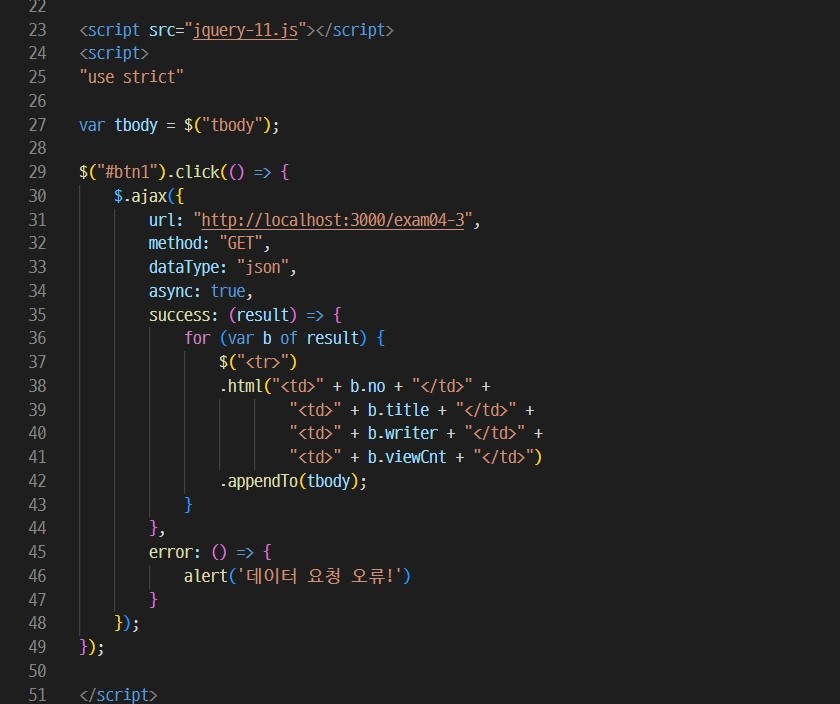 22
23 <script src="jquery-11.js"></script>
24 <script>
25 "use strict"
26
27 var tbody = $("tbody");
28
29 $("#btn1").click(() => {
30 $.ajax({
31 url: "http://localhost:3000/exam04-3",
32 method: "GET",
33 dataType: "json",
34 async: true,
35 success: (result) => {
36 for (var b of result) {
37 $("<tr>")
38 .html("<td>" + b.no + "</td>" +
39 "<td>" + b.title + "</td>" +
40 "<td>" + b.writer + "</td>" +
41 "<td>" + b.viewCnt + "</td>")
42 .appendTo(tbody);
43 }
44 },
45 error: () => {
46 alert('데이터 요청 오류!')
47 }
48 });
49 });
50
51 </script>